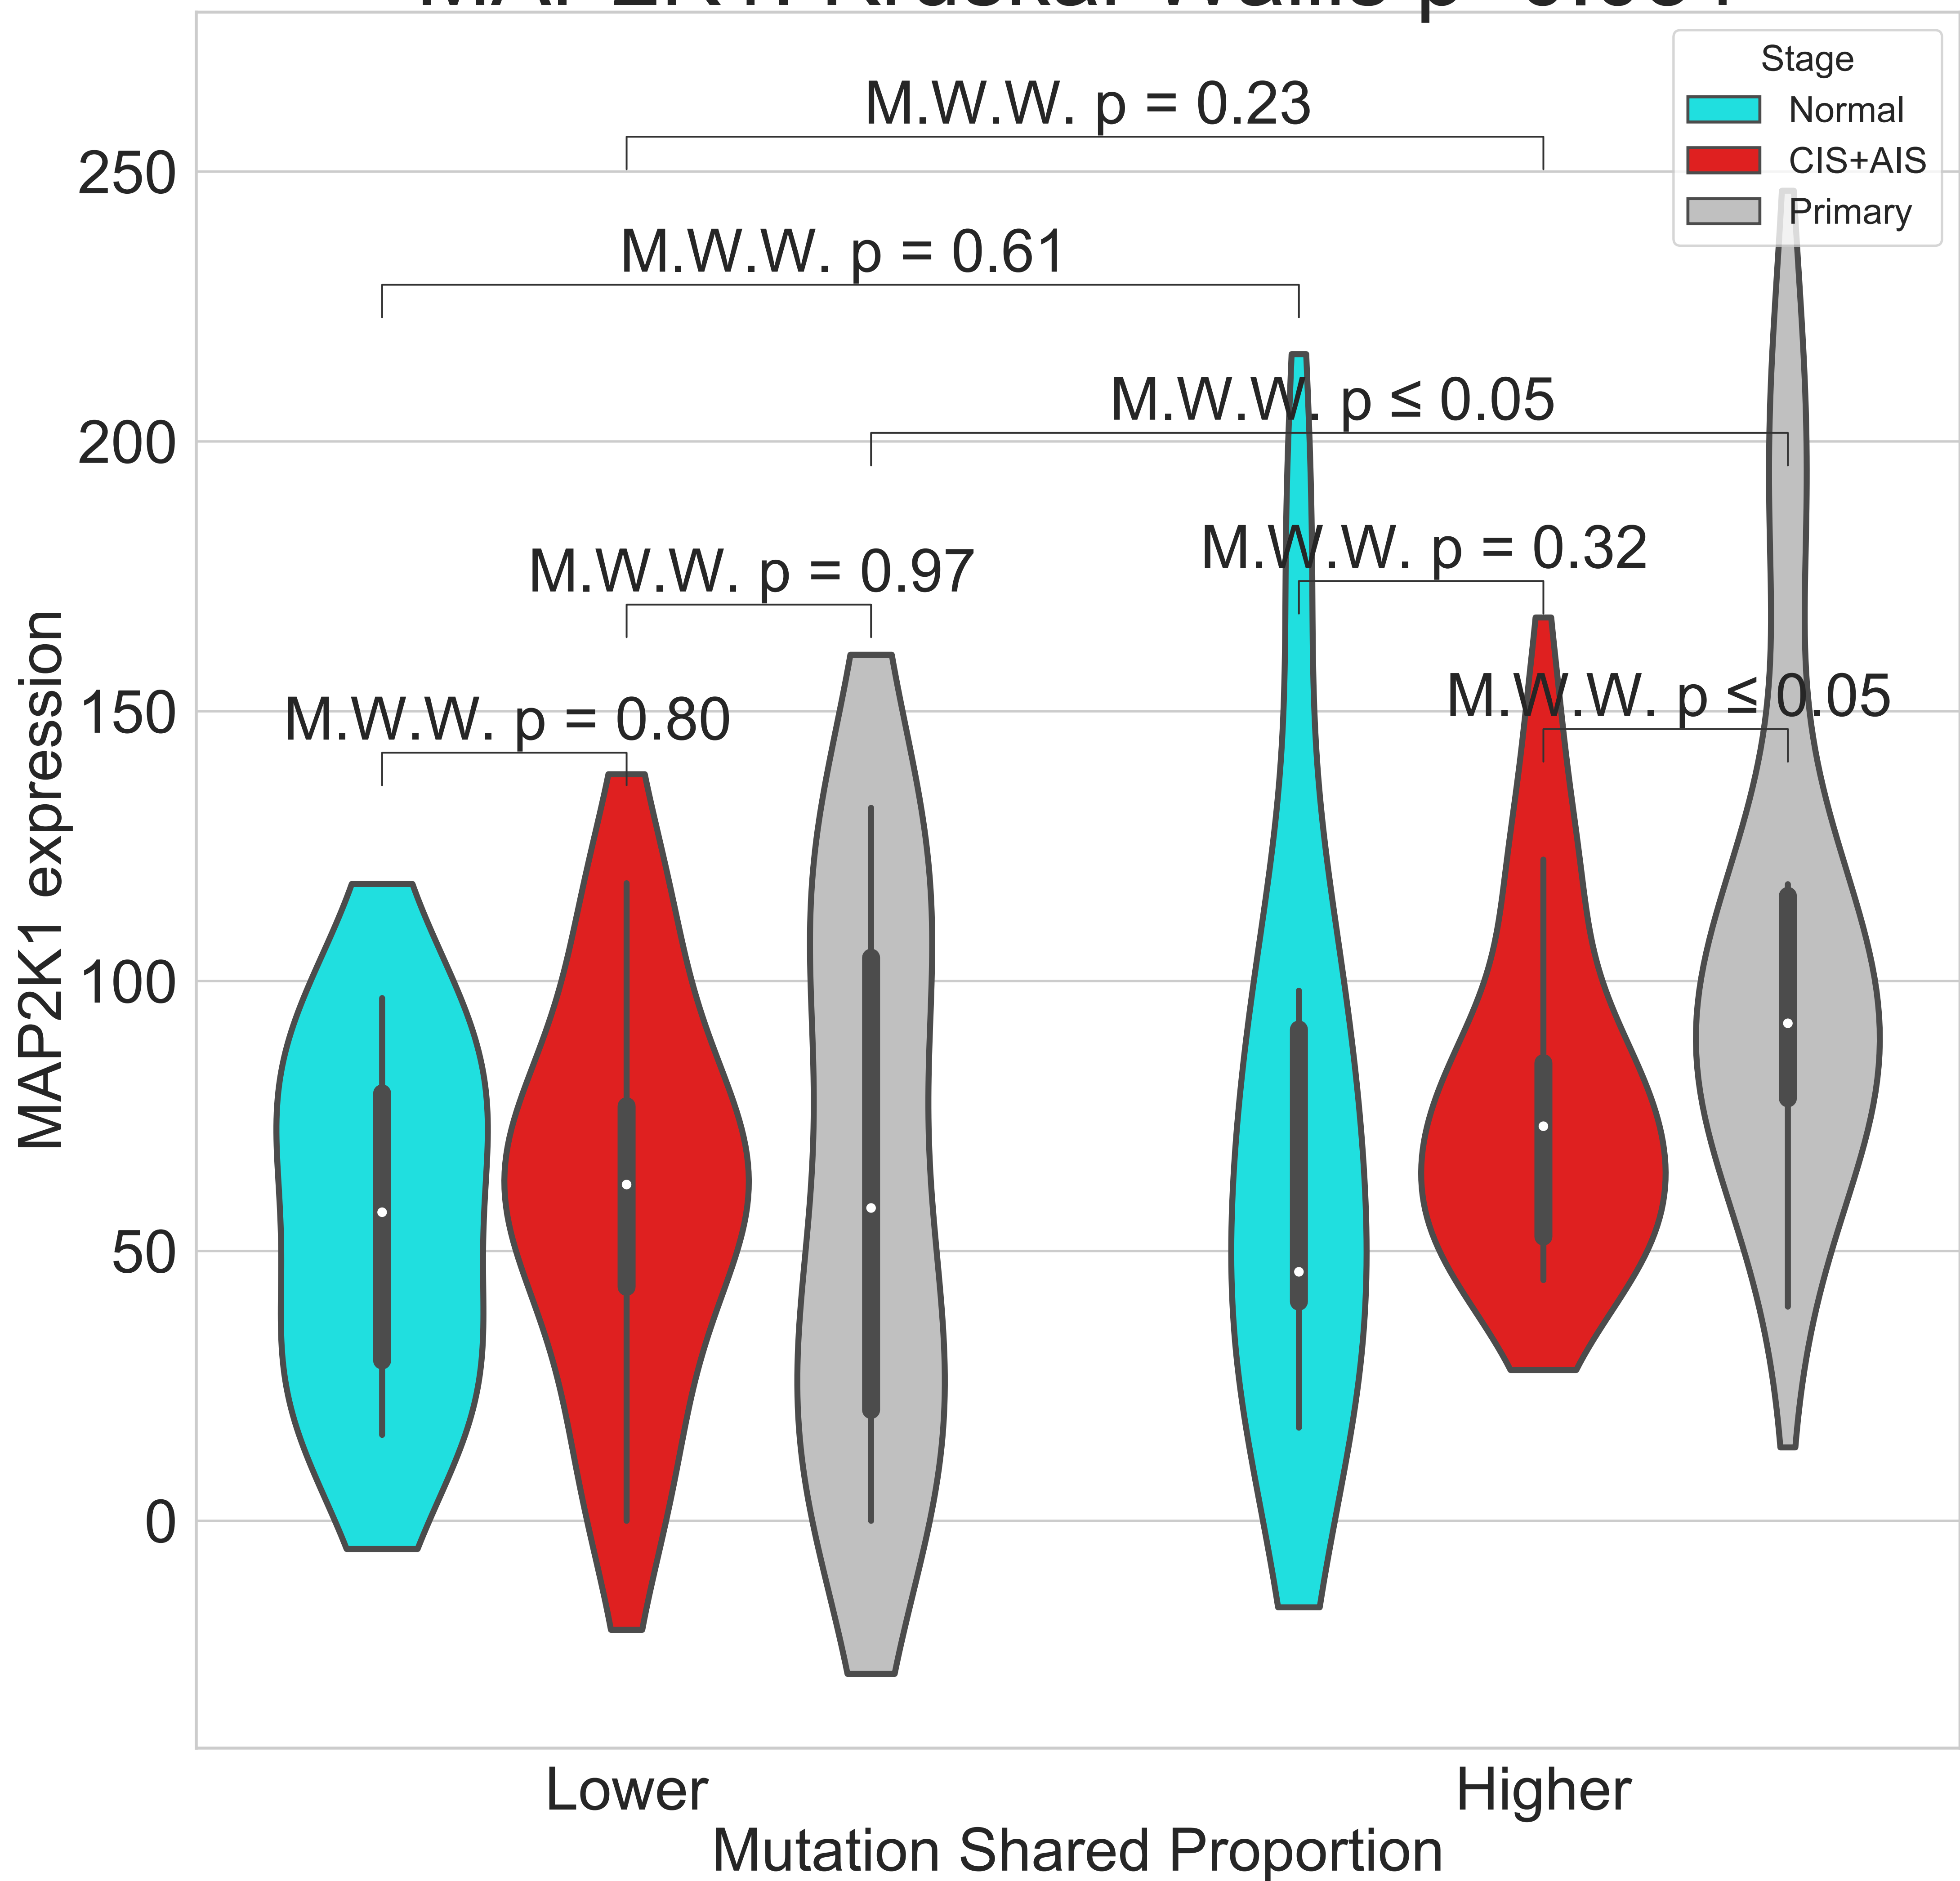 Stage
Normal
CIS+AIS
Primary
M.W.W. p = 0.23
M.W.W. p = 0.61
M.W.W. p ≤ 0.05
M.W.W. p = 0.32
M.W.W. p = 0.97
M.W.W. p ≤ 0.05
M.W.W. p = 0.80
250
200
150
100
50
0
MAP2K1 expression
Lower
Higher
Mutation Shared Proportion